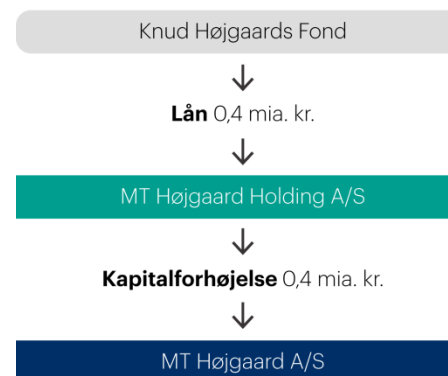 Knud Højgaards Fond
Lån 0,4 mia. kr.
MT Højgaard Holding A/S
Kapitalforhøjelse 0,4 mia. kr.
MT Højgaard A/S